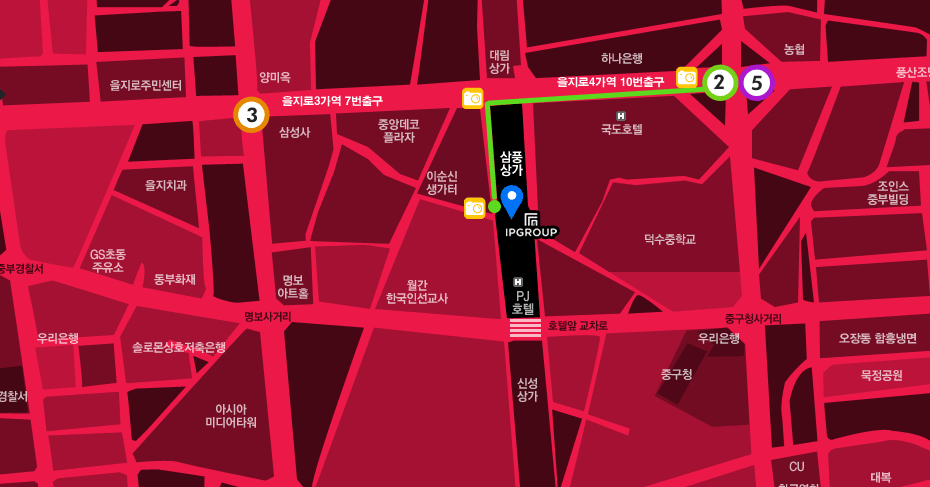 대림
상가
하나은행
농협
양미옥
을지로주민센터
을지로4가역 10번출구
2
5
을지로3가역 7번출구
3
삼성사
중앙데코
플라자
H
국도호텔
삼풍
상가
이순신
생가터
을지치과
조인스
중부빌딩
IPGROUP
덕수중학교
GS초동
주유소
중부경찰서
동부화재
명보
아트홀
월간
한국인선교사
H
PJ
호텔
명보사거리
호텔앞 교차로
중구청사거리
우리은행
솔로몬상호저축은행
우리은행
오장동 함흥냉면
중구청
묵정공원
신성
상가
경찰서
아시아
미디어타워
CU
대복